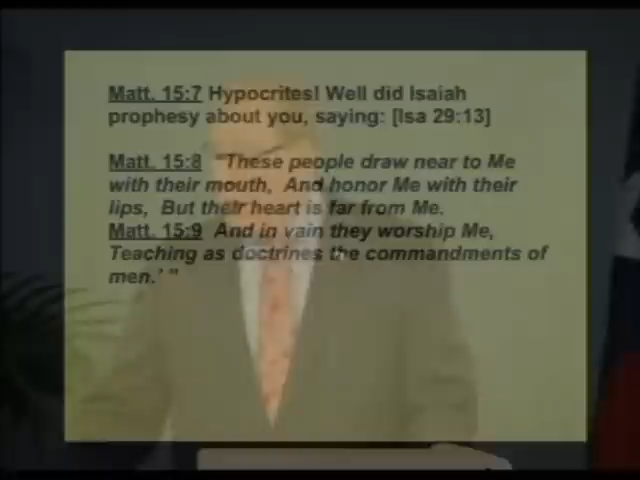 Matt. 15:7 Hypocrites! Well did Isaiah
prophesy about you, saying: [Isa 29:13]
Matt. 15:8 "These people draw near to Me
with their mouth, And honor Me with their
lips, But their heart is far from Me.
Matt. 15:9 And in vain they worship Me,
Teaching as doctrines the commandments of
men.' "